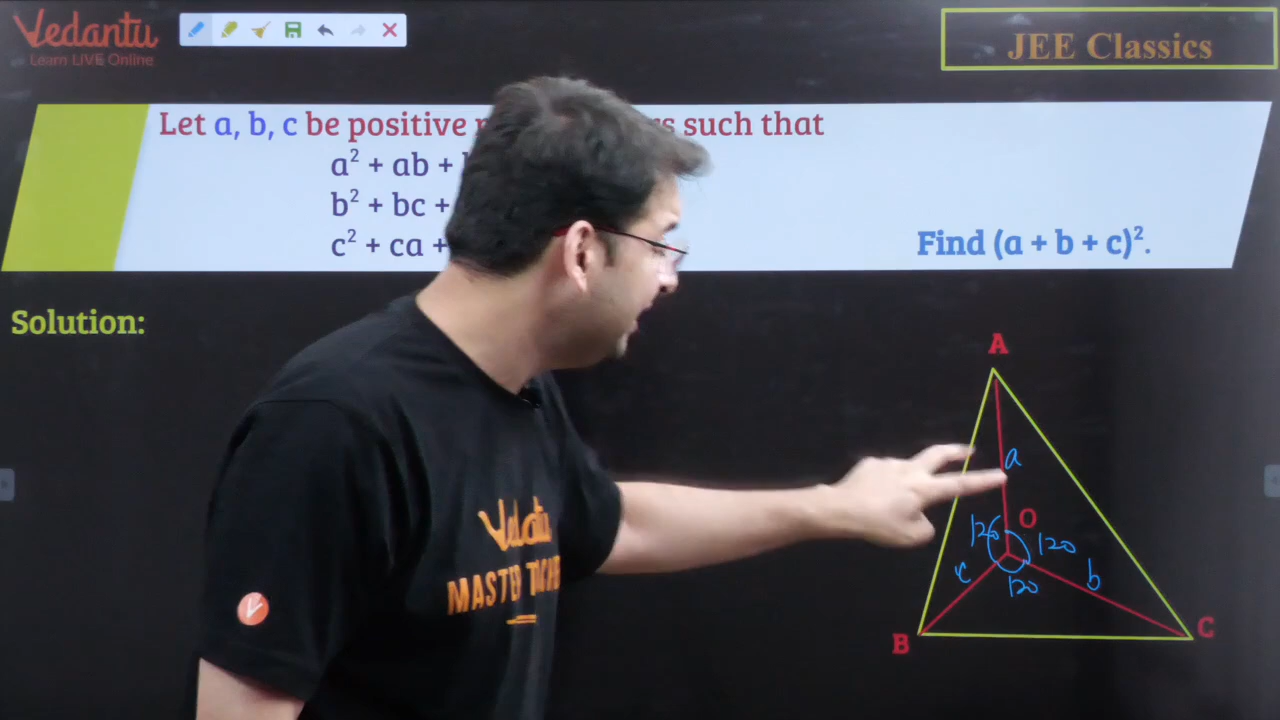 Vedantu
Learn LIVE Online
JEE Classics
Let a, b, c be positive such that
a² + ab +
b² + bc +
c² + ca +
Find (a + b + c)².
Solution:
A
a
O
120
120
120
c
b
B
C
Vedantu
MASTER